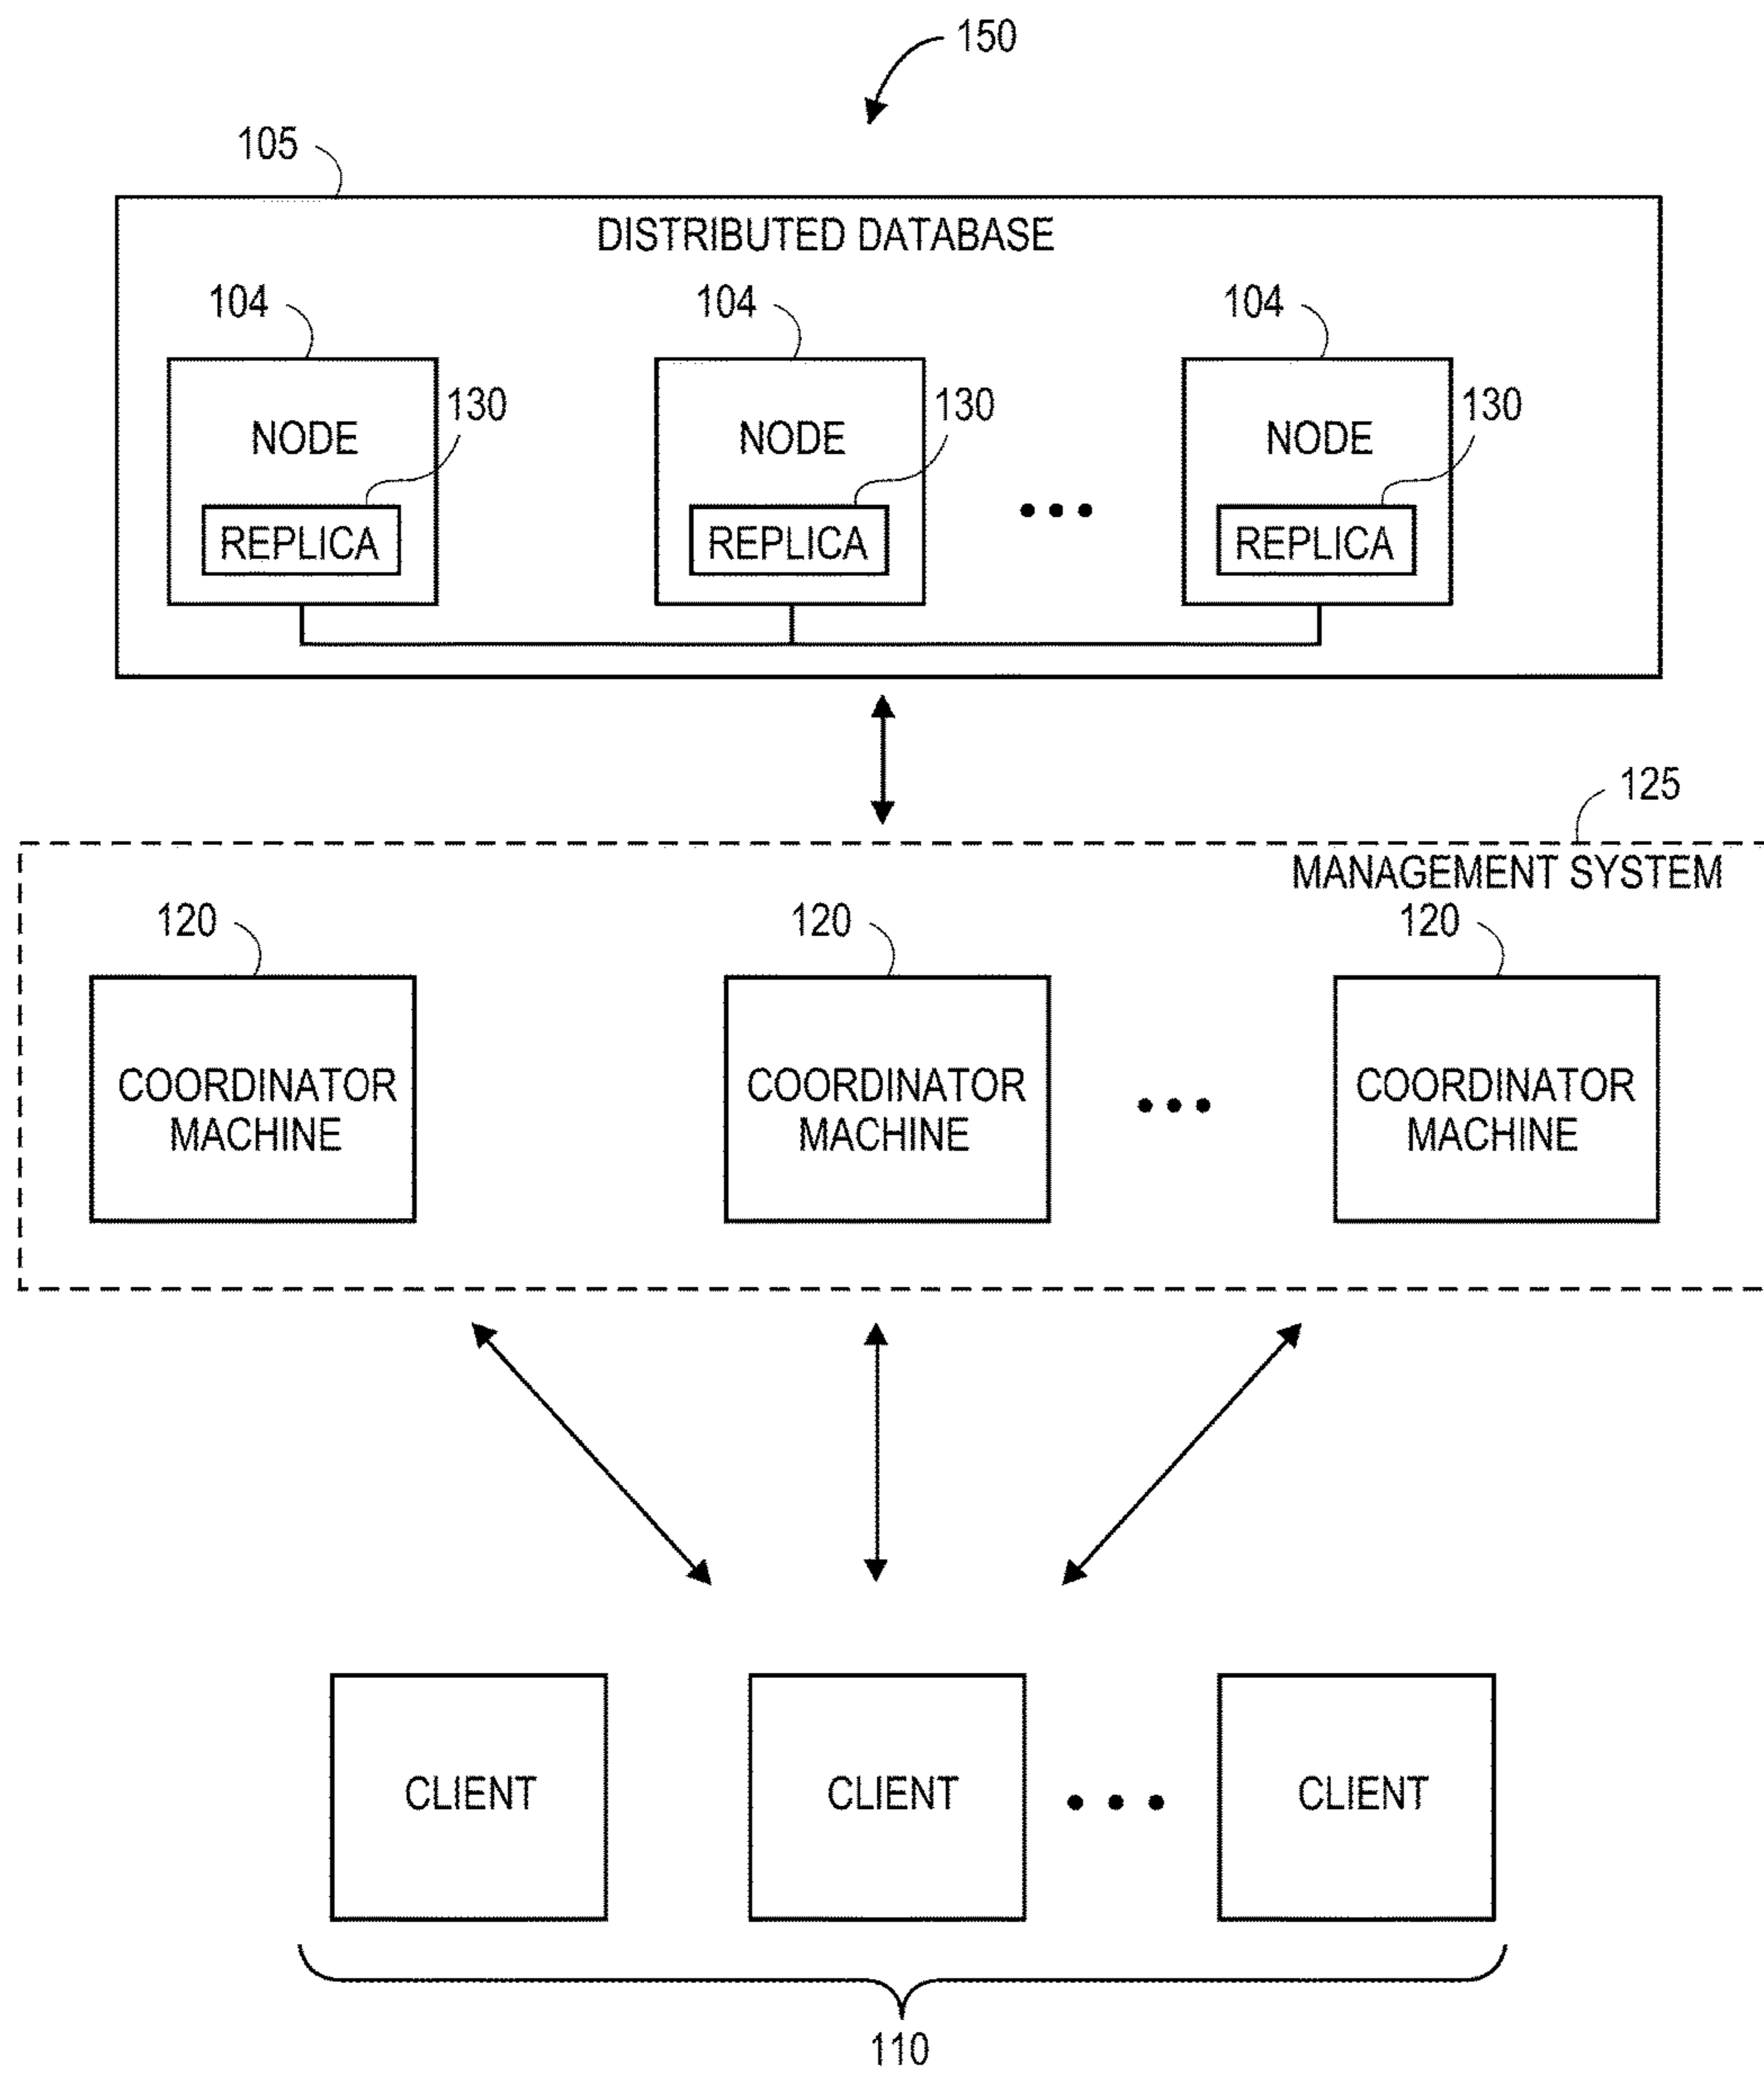 150
105
DISTRIBUTED DATABASE
104
104
104
NODE
130
NODE
130
NODE
130
REPLICA
REPLICA
REPLICA
125
MANAGEMENT SYSTEM
120
120
120
COORDINATOR
MACHINE
COORDINATOR
MACHINE
COORDINATOR
MACHINE
CLIENT
CLIENT
CLIENT
110